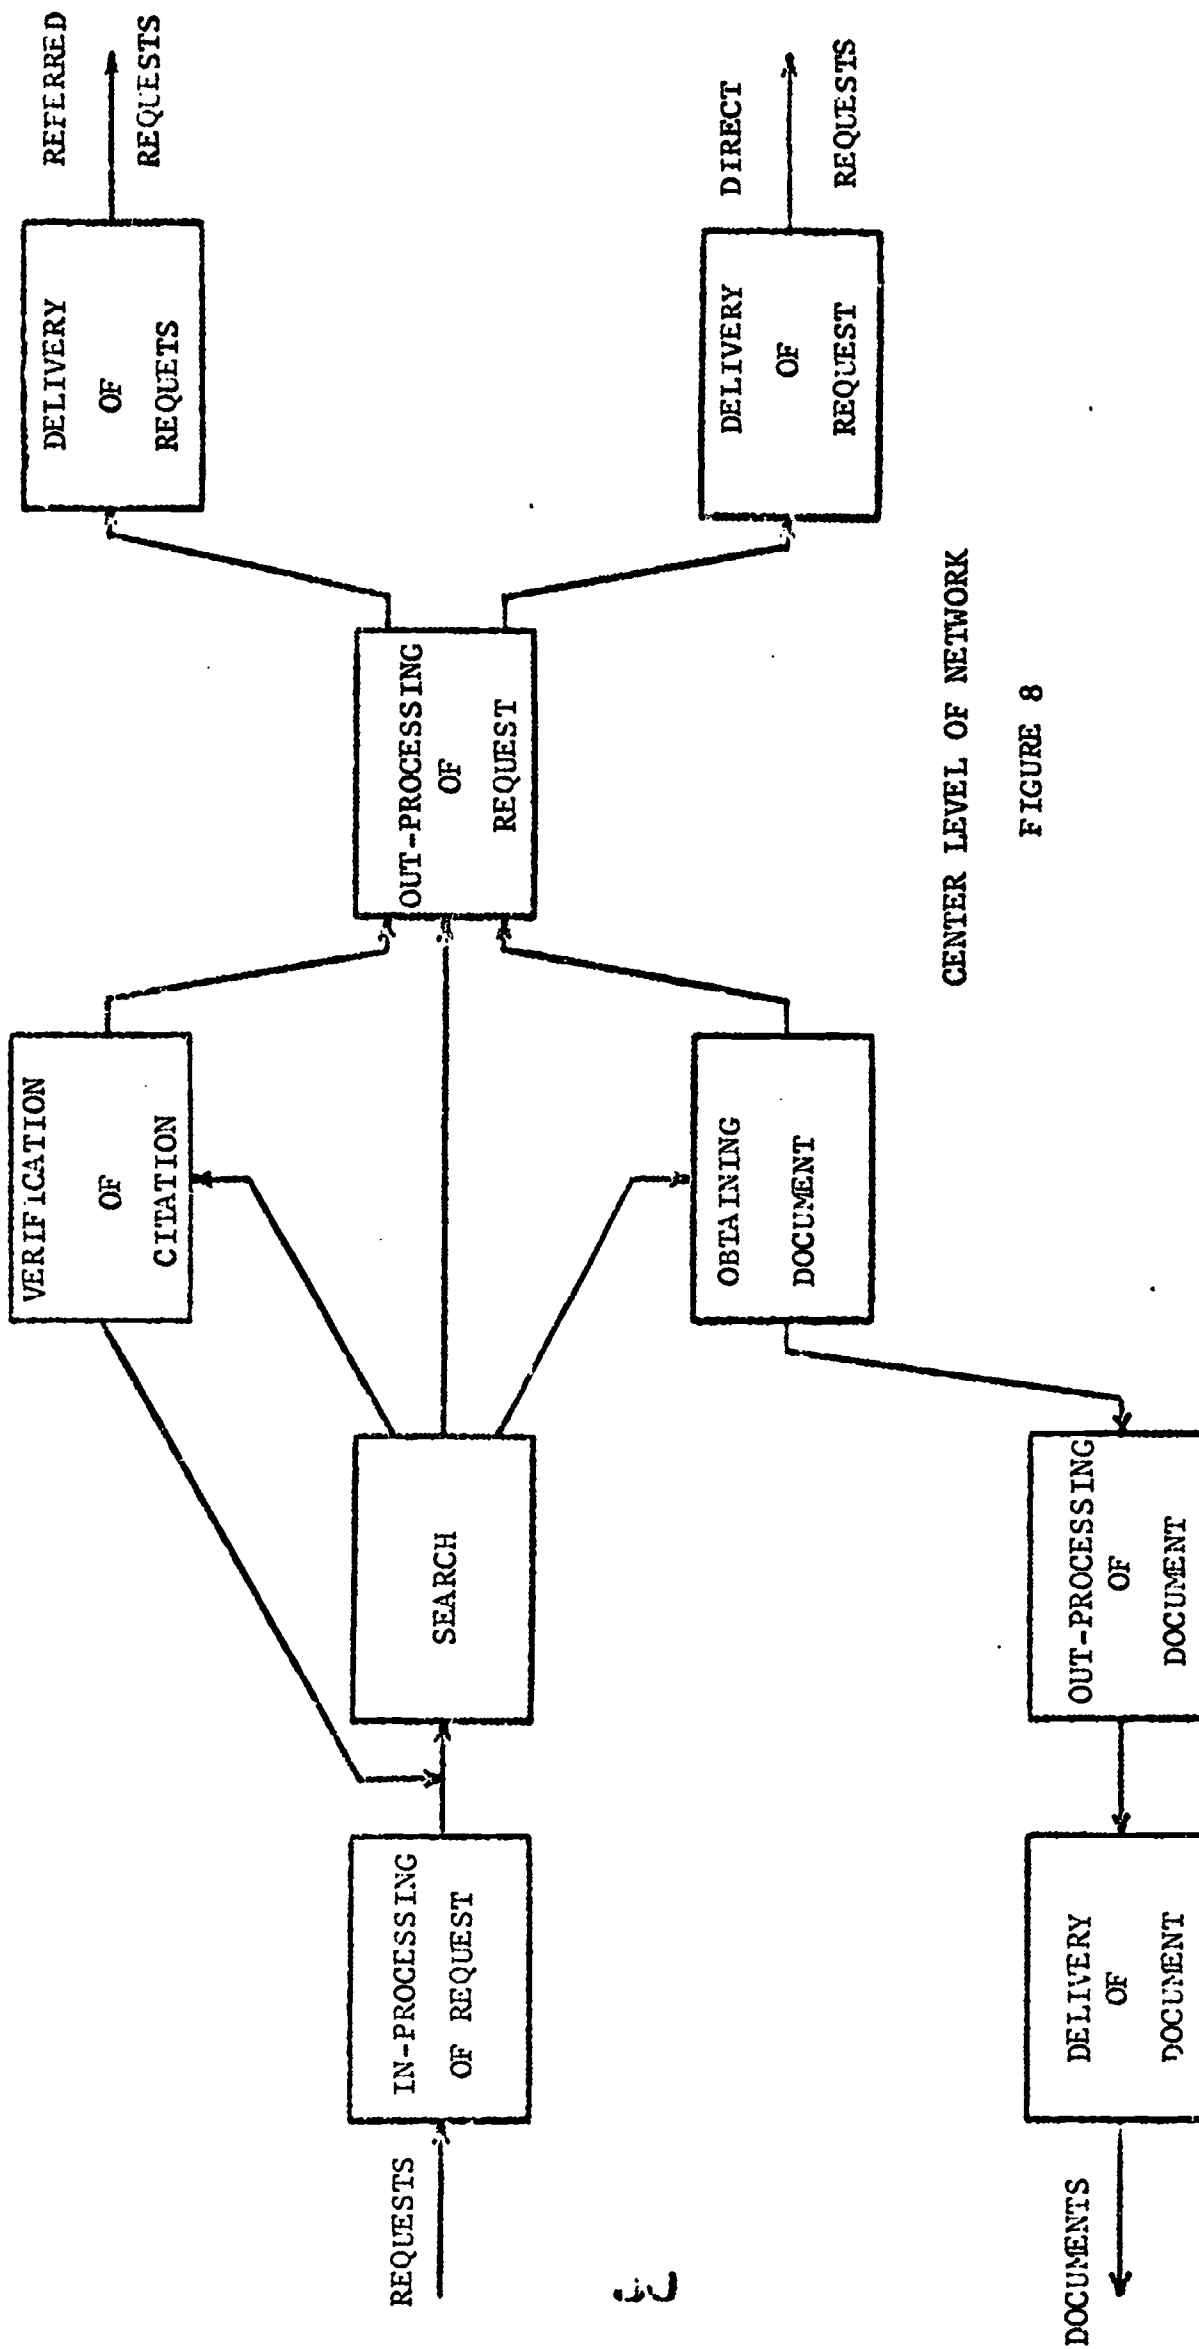 REQUESTS
IN-PROCESSING
OF REQUEST
SEARCH
VERIFICATION
OF
CITATION
OBTAINING
DOCUMENT
OUT-PROCESSING
OF
REQUEST
DELIVERY
OF
REQUETS
REFERRED
REQUESTS
DELIVERY
OF
REQUEST
DIRECT
REQUESTS
OUT-PROCESSING
OF
DOCUMENT
DELIVERY
OF
DOCUMENT
DOCUMENTS
CENTER LEVEL OF NETWORK
FIGURE 8